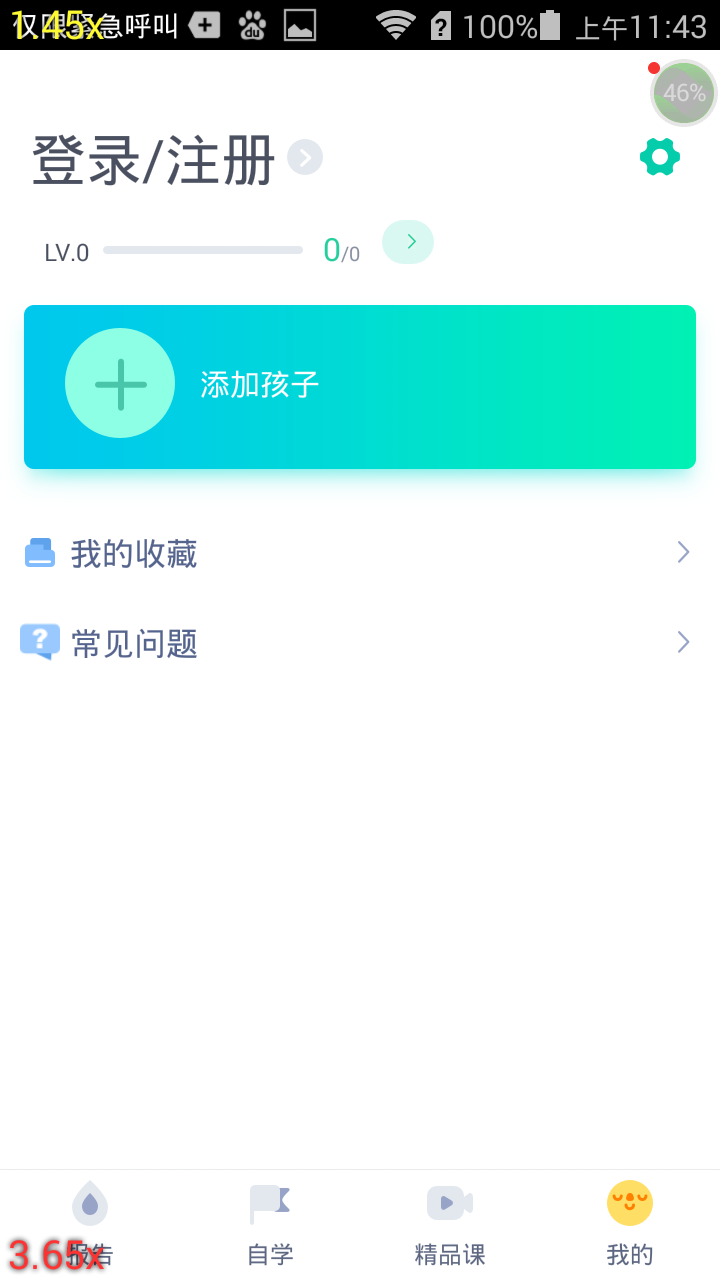 仅限紧急呼叫 100% 上午11:43
1.45x
46%
登录/注册
LV.0 0/0
添加孩子
我的收藏
常见问题
报告 自学 精品课 我的
3.65x